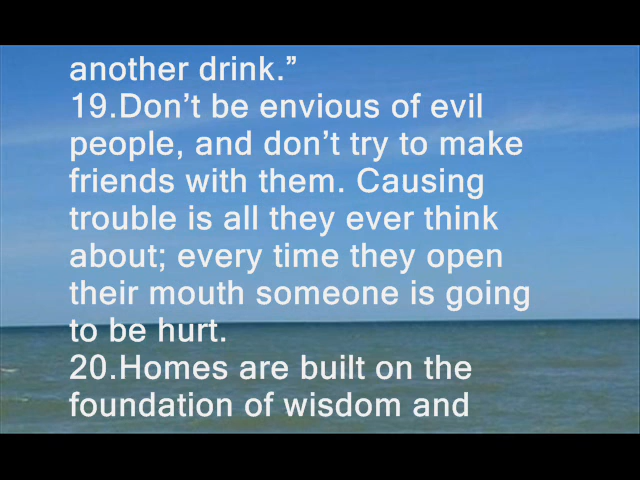 another drink.”
19.Don’t be envious of evil
people, and don’t try to make
friends with them. Causing
trouble is all they ever think
about; every time they open
their mouth someone is going
to be hurt.
20.Homes are built on the
foundation of wisdom and